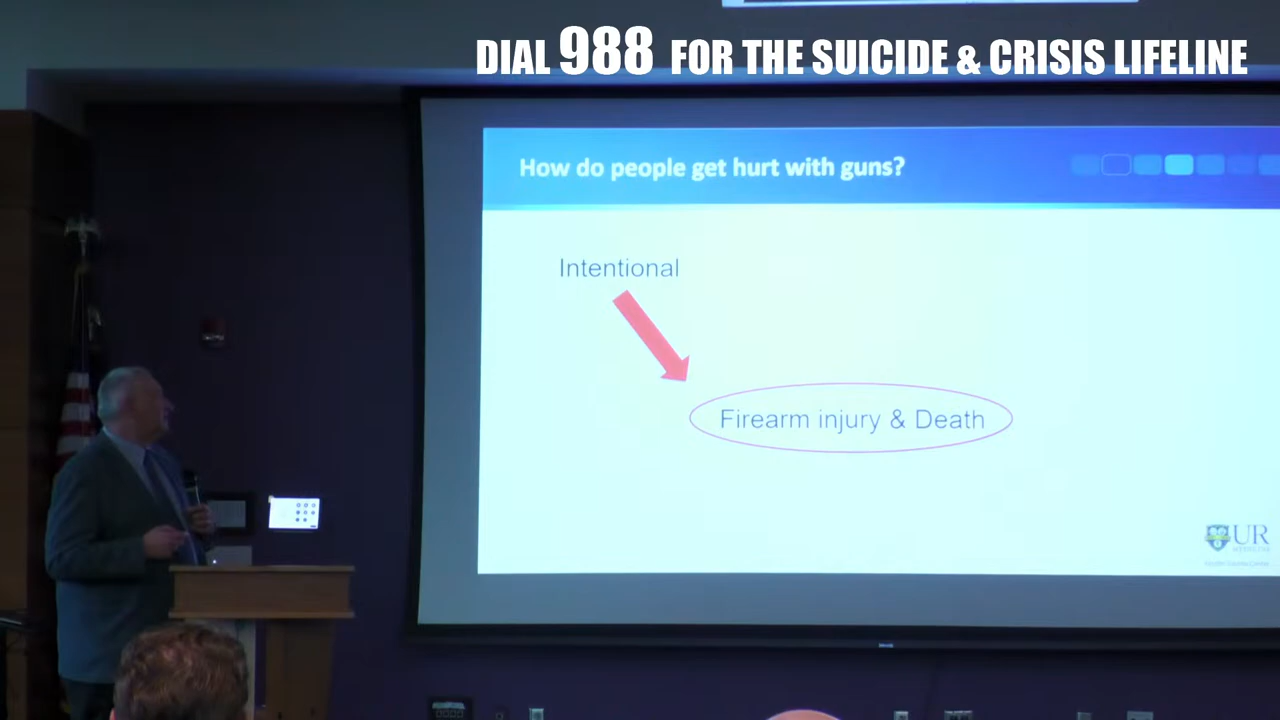 DIAL 988 FOR THE SUICIDE & CRISIS LIFELINE
How do people get hurt with guns?
Intentional
Firearm injury & Death
UR
MEDICINE